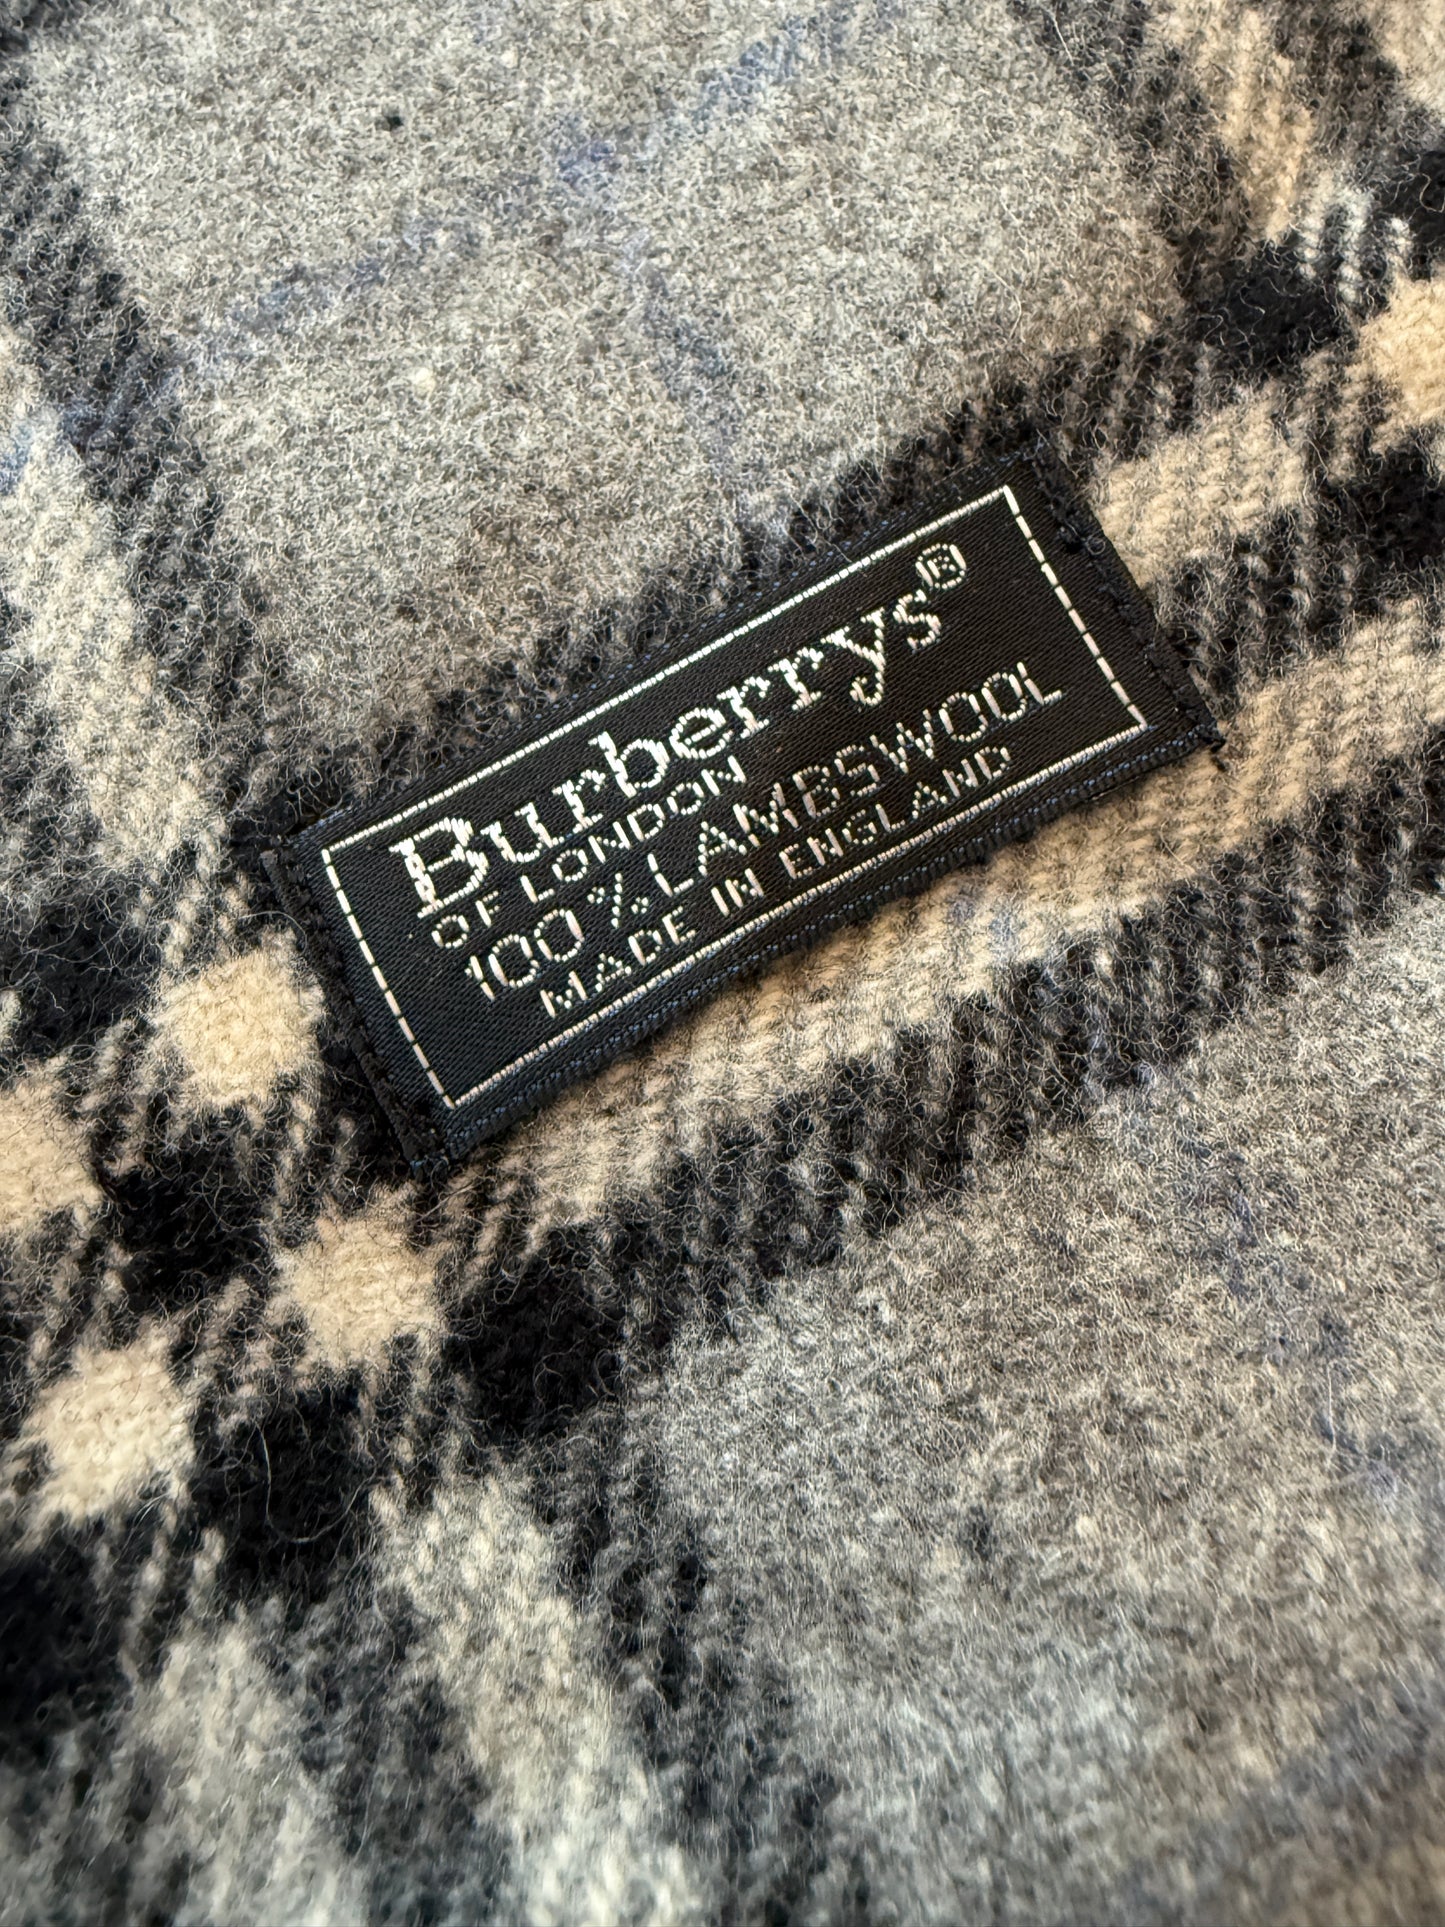 Burberrys®
OF LONDON
100% LAMBSWOOL
MADE IN ENGLAND